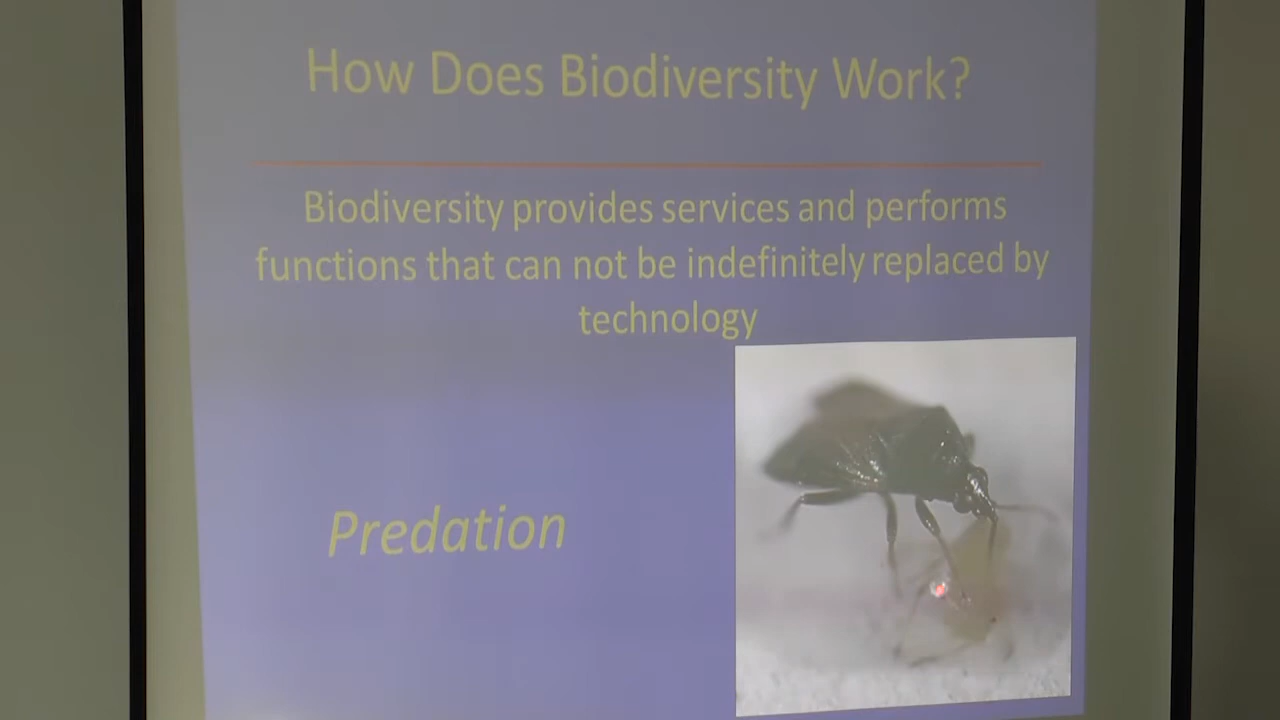 How Does Biodiversity Work?
Biodiversity provides services and performs
functions that can not be indefinitely replaced by
technology
Predation